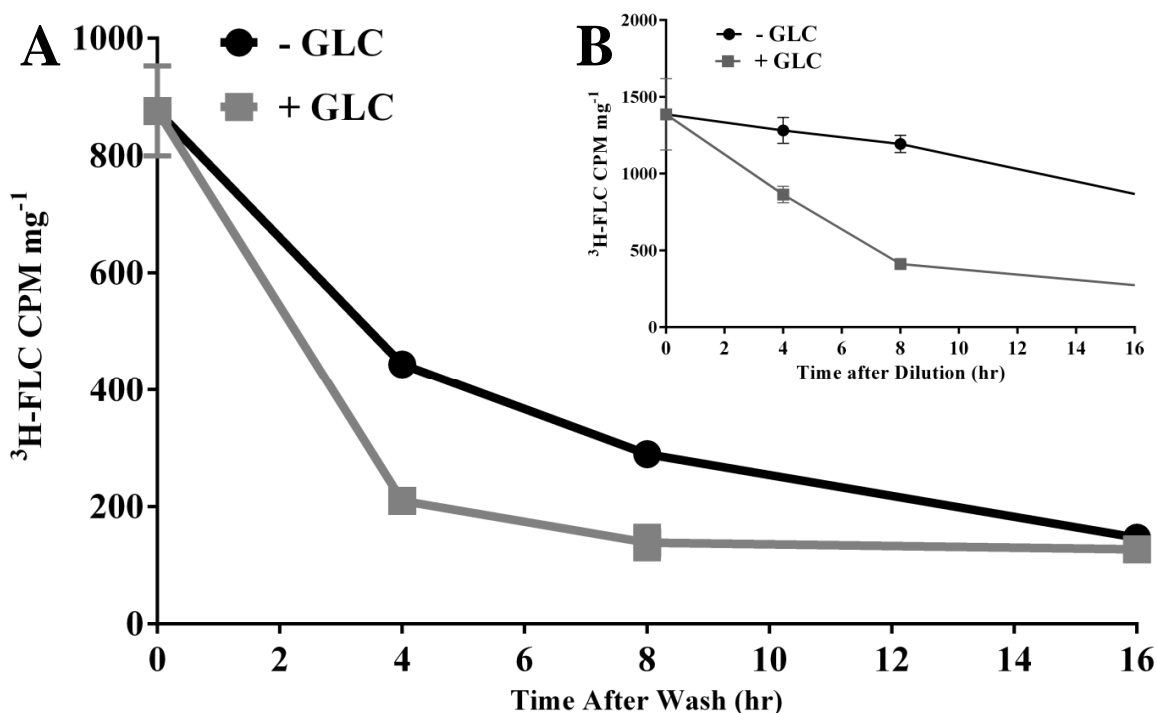 A
- GLC
+ GLC
1000
800
600
400
200
0
³H-FLC CPM mg⁻¹
0 2 4 6 8 10 12 14 16
Time After Wash (hr)
B
- GLC
+ GLC
2000
1500
1000
500
0
³H-FLC CPM mg⁻¹
0 2 4 6 8 10 12 14 16
Time after Dilution (hr)